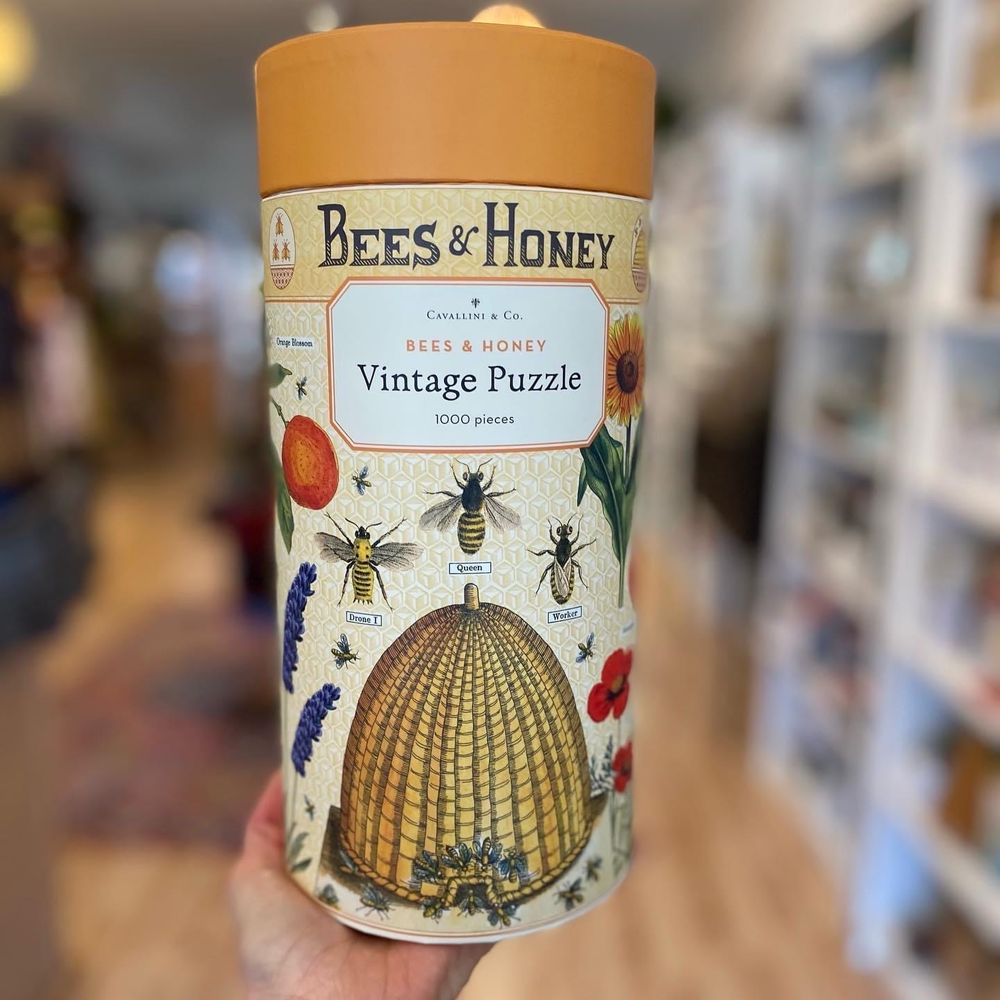 BEES & HONEY
CAVALLINI & CO.
BEES & HONEY
Vintage Puzzle
1000 pieces
Orange Blossom
Queen
Drone I
Worker